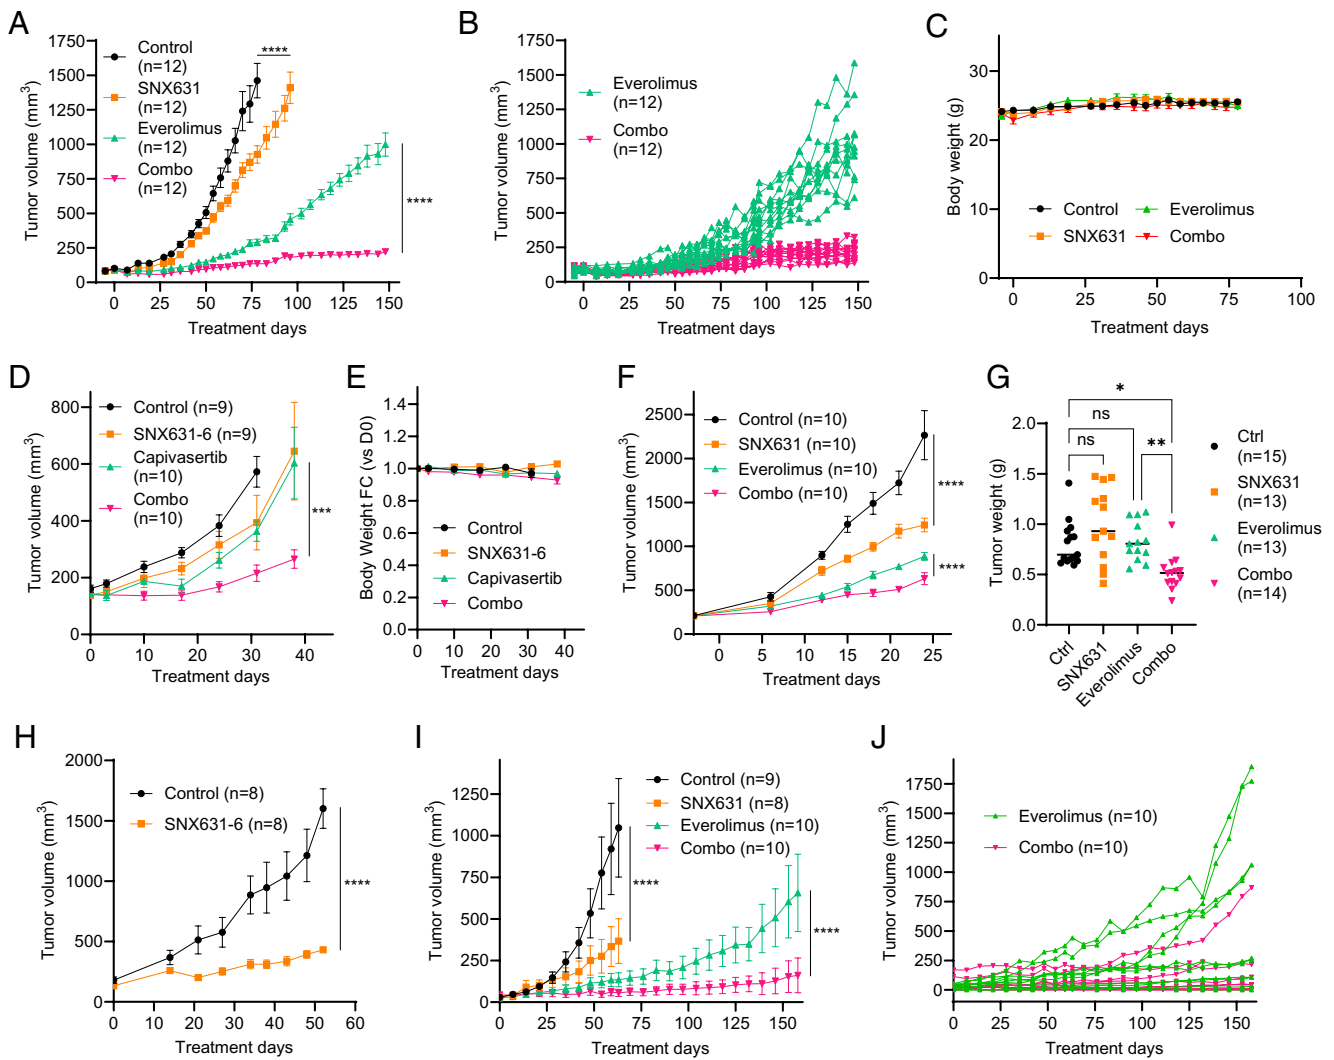 A
Tumor volume (mm³)
1750
1500
1250
1000
750
500
250
0
Control
(n=12)
SNX631
(n=12)
Everolimus
(n=12)
Combo
(n=12)
****
****
0 25 50 75 100 125 150
Treatment days
B
Tumor volume (mm³)
1750
1500
1250
1000
750
500
250
0
Everolimus
(n=12)
Combo
(n=12)
0 25 50 75 100 125 150
Treatment days
C
Body weight (g)
30
20
10
0
Control
Everolimus
SNX631
Combo
0 25 50 75 100
Treatment days
D
Tumor volume (mm³)
800
600
400
200
0
Control (n=9)
SNX631-6 (n=9)
Capivasertib
(n=10)
Combo
(n=10)
***
0 10 20 30 40
Treatment days
E
Body Weight FC (vs D0)
1.4
1.2
1.0
0.8
0.6
0.4
0.2
0.0
Control
SNX631-6
Capivasertib
Combo
0 10 20 30 40
Treatment days
F
Tumor volume (mm³)
2500
2000
1500
1000
500
0
Control (n=10)
SNX631 (n=10)
Everolimus (n=10)
Combo (n=10)
****
****
0 5 10 15 20 25
Treatment days
G
Tumor weight (g)
2.0
1.5
1.0
0.5
0.0
*
ns
ns
**
Ctrl
SNX631
Everolimus
Combo
Ctrl
(n=15)
SNX631
(n=13)
Everolimus
(n=13)
Combo
(n=14)
H
Tumor volume (mm³)
2000
1500
1000
500
0
Control (n=8)
SNX631-6 (n=8)
****
0 10 20 30 40 50 60
Treatment days
I
Tumor volume (mm³)
1250
1000
750
500
250
0
Control (n=9)
SNX631 (n=8)
Everolimus (n=10)
Combo (n=10)
****
****
0 25 50 75 100 125 150
Treatment days
J
Tumor volume (mm³)
1750
1500
1250
1000
750
500
250
0
Everolimus (n=10)
Combo (n=10)
0 25 50 75 100 125 150
Treatment days